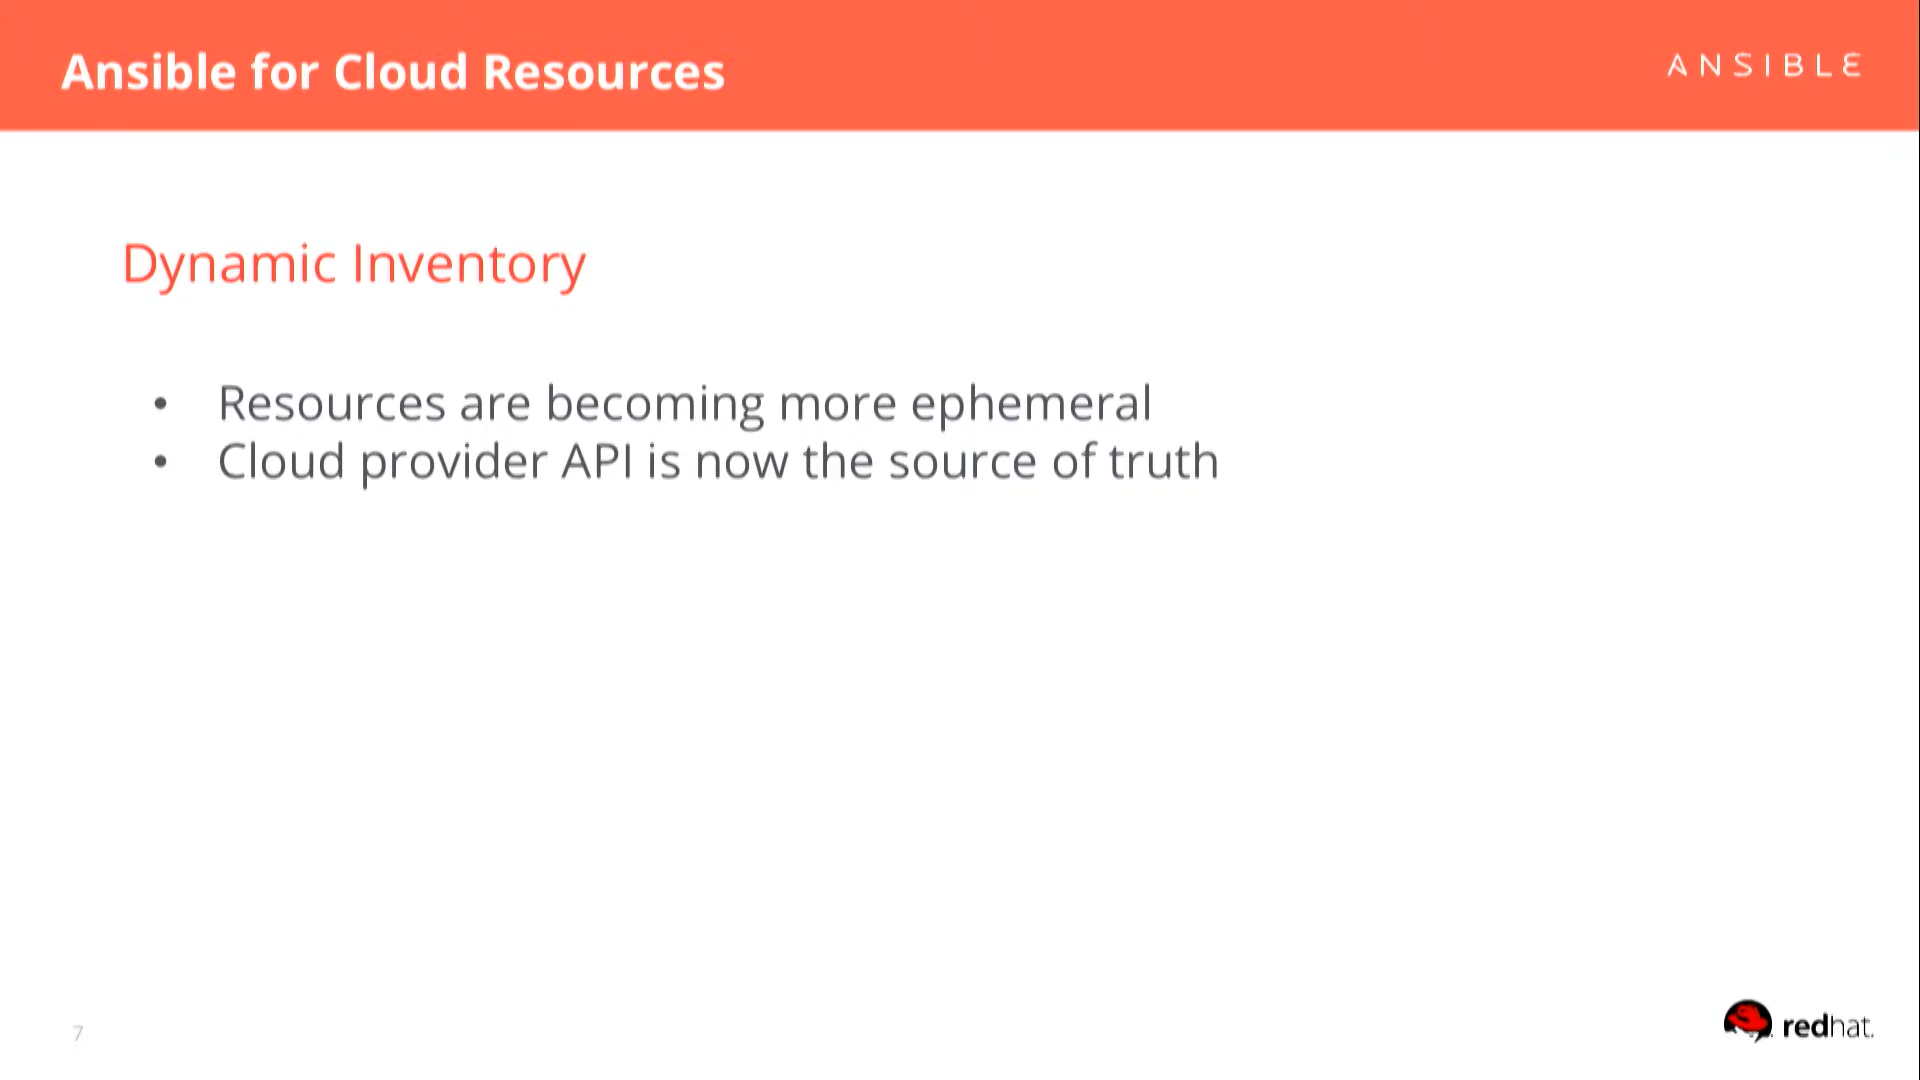 Ansible for Cloud Resources
ANSIBLE
Dynamic Inventory
• Resources are becoming more ephemeral
• Cloud provider API is now the source of truth
7
redhat.